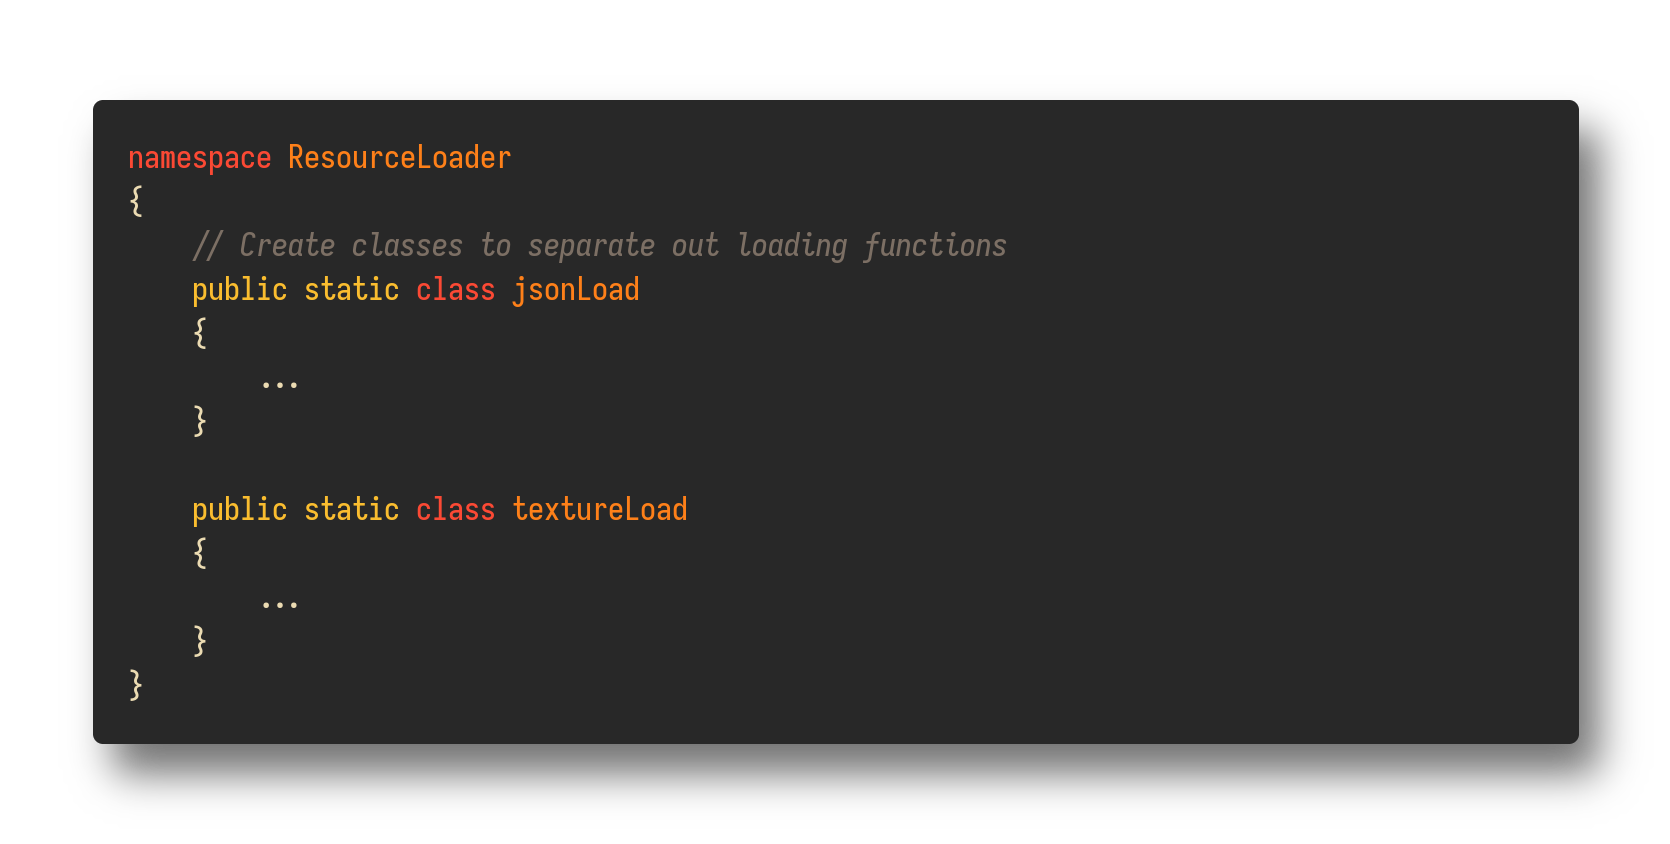 namespace ResourceLoader
{
    // Create classes to separate out loading functions
    public static class jsonLoad
    {
        ...
    }

    public static class textureLoad
    {
        ...
    }
}